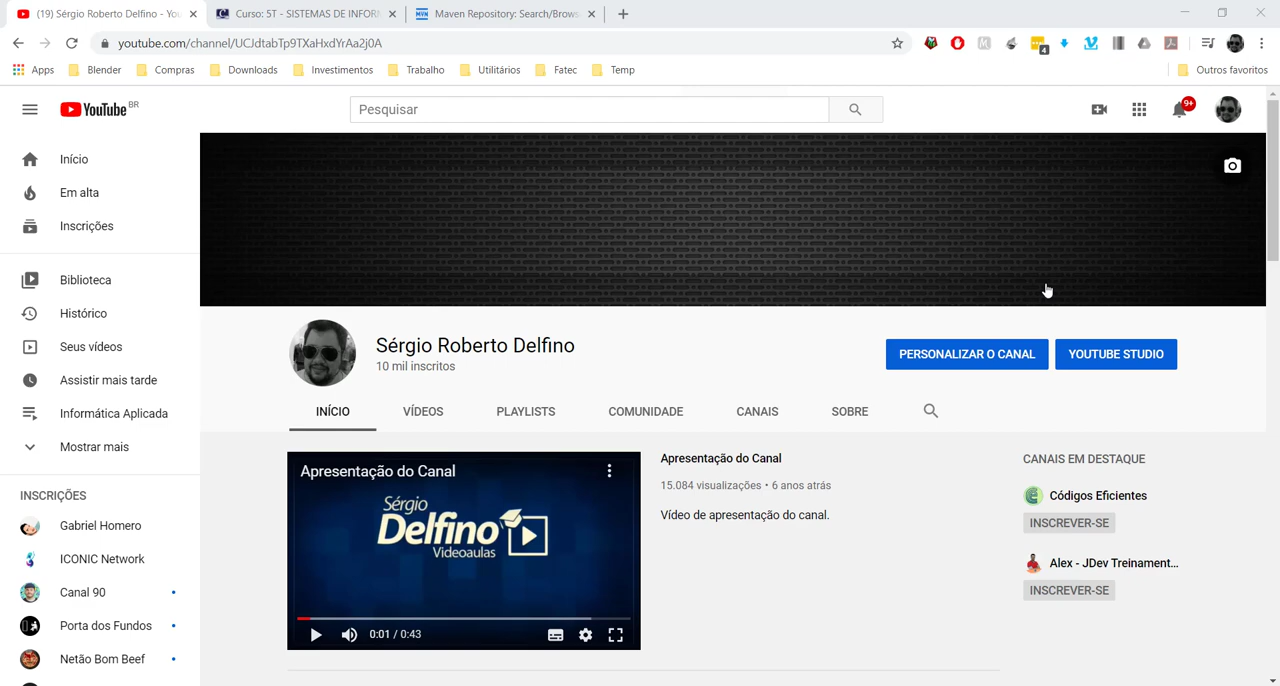 (19) Sérgio Roberto Delfino - You
Curso: 5T - SISTEMAS DE INFOR
MVN
Maven Repository: Search/Brows
youtube.com/channel/UCJdtabTp9TXaHxdYrAa2j0A
4
Apps
Blender
Compras
Downloads
Investimentos
Trabalho
Utilitários
Fatec
Temp
Outros favoritos
YouTube BR
Pesquisar
9+
Início
Em alta
Inscrições
Biblioteca
Histórico
Seus vídeos
Assistir mais tarde
Informática Aplicada
Mostrar mais
INSCRIÇÕES
Gabriel Homero
ICONIC Network
Canal 90
Porta dos Fundos
Netão Bom Beef
Sérgio Roberto Delfino
10 mil inscritos
PERSONALIZAR O CANAL
YOUTUBE STUDIO
INÍCIO
VÍDEOS
PLAYLISTS
COMUNIDADE
CANAIS
SOBRE
Apresentação do Canal
Sérgio
Delfino
Videoaulas
0:01 / 0:43
Apresentação do Canal
15.084 visualizações • 6 anos atrás
Vídeo de apresentação do canal.
CANAIS EM DESTAQUE
Códigos Eficientes
INSCREVER-SE
Alex - JDev Treinament...
INSCREVER-SE